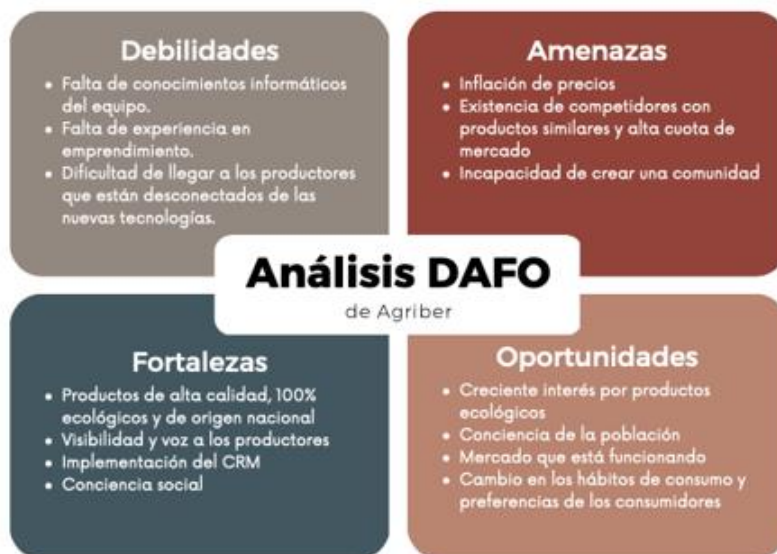 Debilidades
• Falta de conocimientos informáticos
del equipo.
• Falta de experiencia en
emprendimiento.
• Dificultad de llegar a los productores
que están desconectados de las
nuevas tecnologías.
Amenazas
• Inflación de precios
• Existencia de competidores con
productos similares y alta cuota de
mercado
• Incapacidad de crear una comunidad
Análisis DAFO
de Agriber
Fortalezas
• Productos de alta calidad, 100%
ecológicos y de origen nacional
• Visibilidad y voz a los productores
• Implementación del CRM
• Conciencia social
Oportunidades
• Creciente interés por productos
ecológicos
• Conciencia de la población
• Mercado que está funcionando
• Cambio en los hábitos de consumo y
preferencias de los consumidores